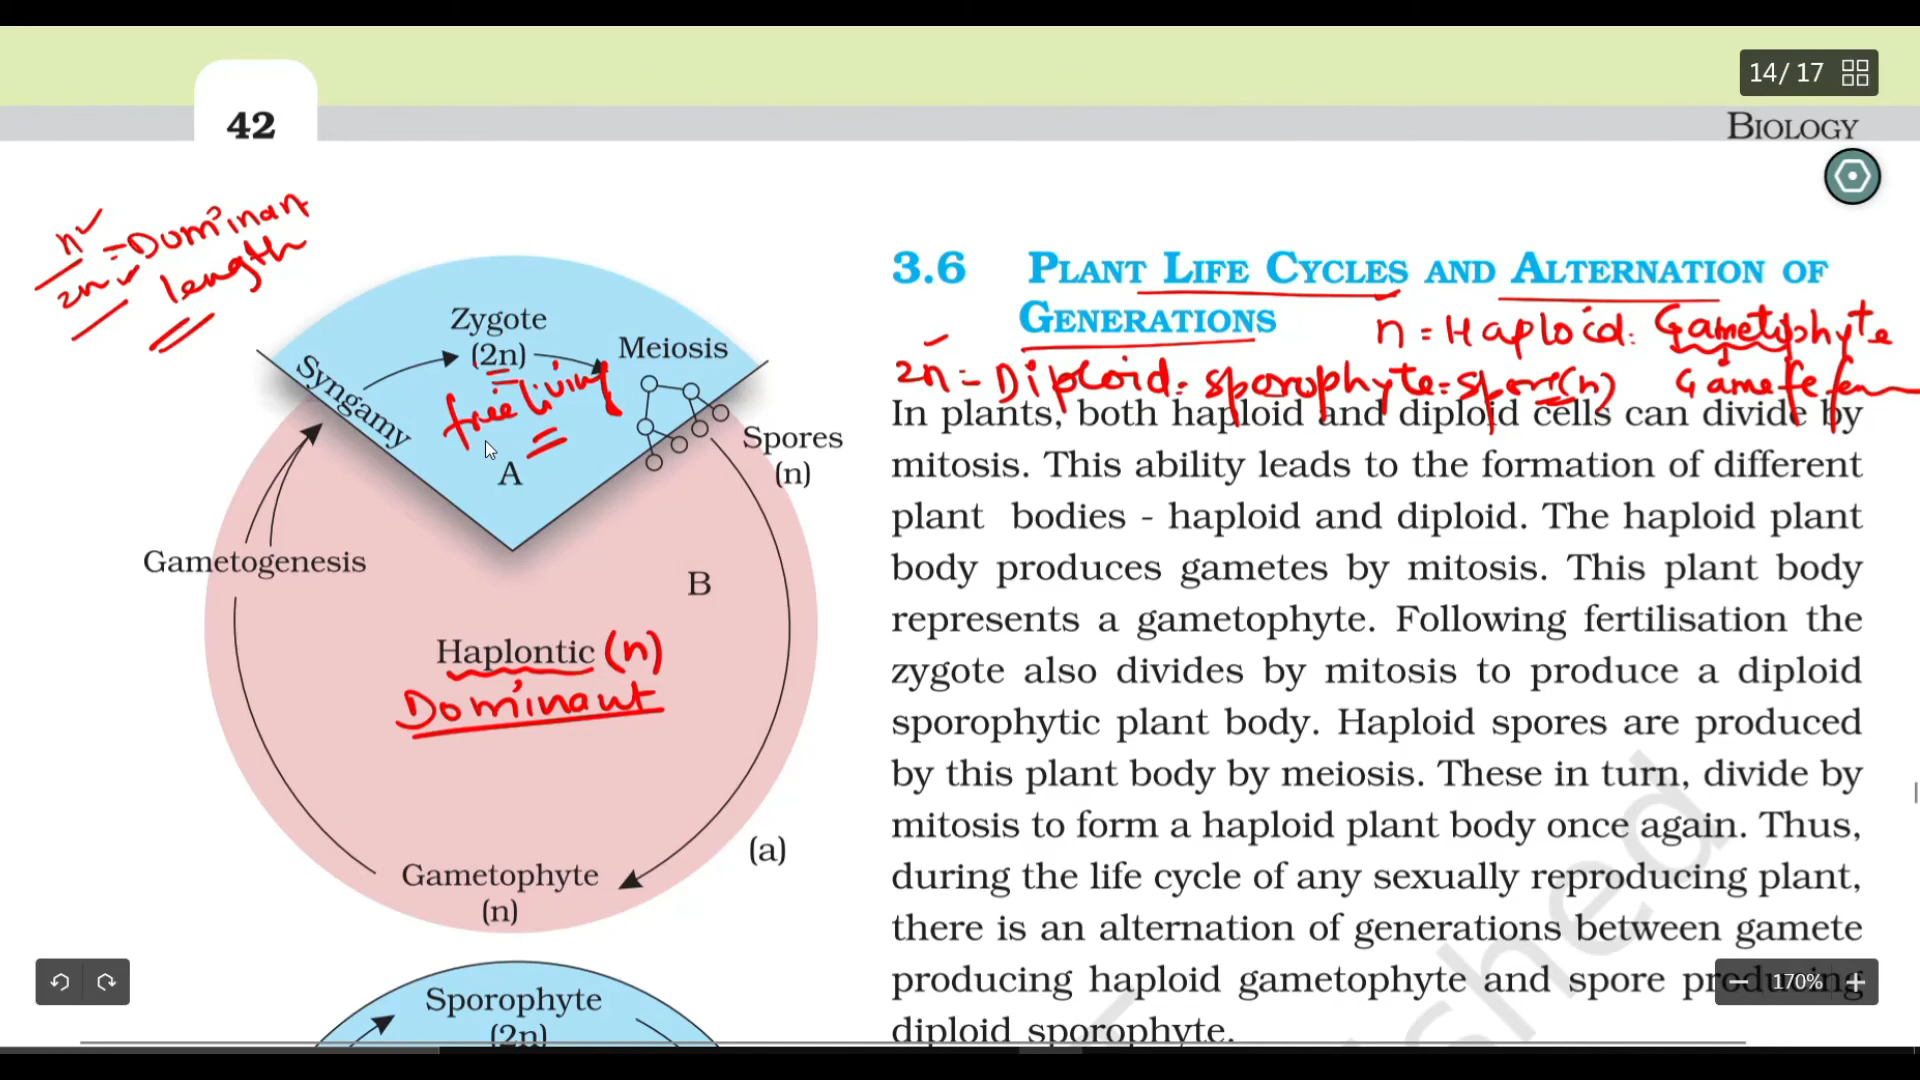 14/ 17
42
BIOLOGY
n
2n
=Dominan
length
Zygote
(2n)
Meiosis
Syngamy
free living
A
Spores
(n)
Gametogenesis
B
Haplontic (n)
Dominant
(a)
Gametophyte
(n)
Sporophyte
(2n)
3.6 PLANT LIFE CYCLES AND ALTERNATION OF
GENERATIONS
n = Haploid. Gametophyte
2n - Diploid. sporophyte = spore(n) Gamete
In plants, both haploid and diploid cells can divide by
mitosis. This ability leads to the formation of different
plant bodies - haploid and diploid. The haploid plant
body produces gametes by mitosis. This plant body
represents a gametophyte. Following fertilisation the
zygote also divides by mitosis to produce a diploid
sporophytic plant body. Haploid spores are produced
by this plant body by meiosis. These in turn, divide by
mitosis to form a haploid plant body once again. Thus,
during the life cycle of any sexually reproducing plant,
there is an alternation of generations between gamete
producing haploid gametophyte and spore producing
diploid sporophyte.
shed
170%